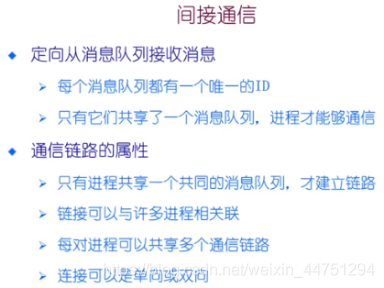 间接通信
定向从消息队列接收消息
每个消息队列都有一个唯一的ID
只有它们共享了一个消息队列，进程才能够通信
通信链路的属性
只有进程共享一个共同的消息队列，才建立链路
链接可以与许多进程相关联
每对进程可以共享多个通信链路
连接可以是单向或双向
net/weixin_44751294